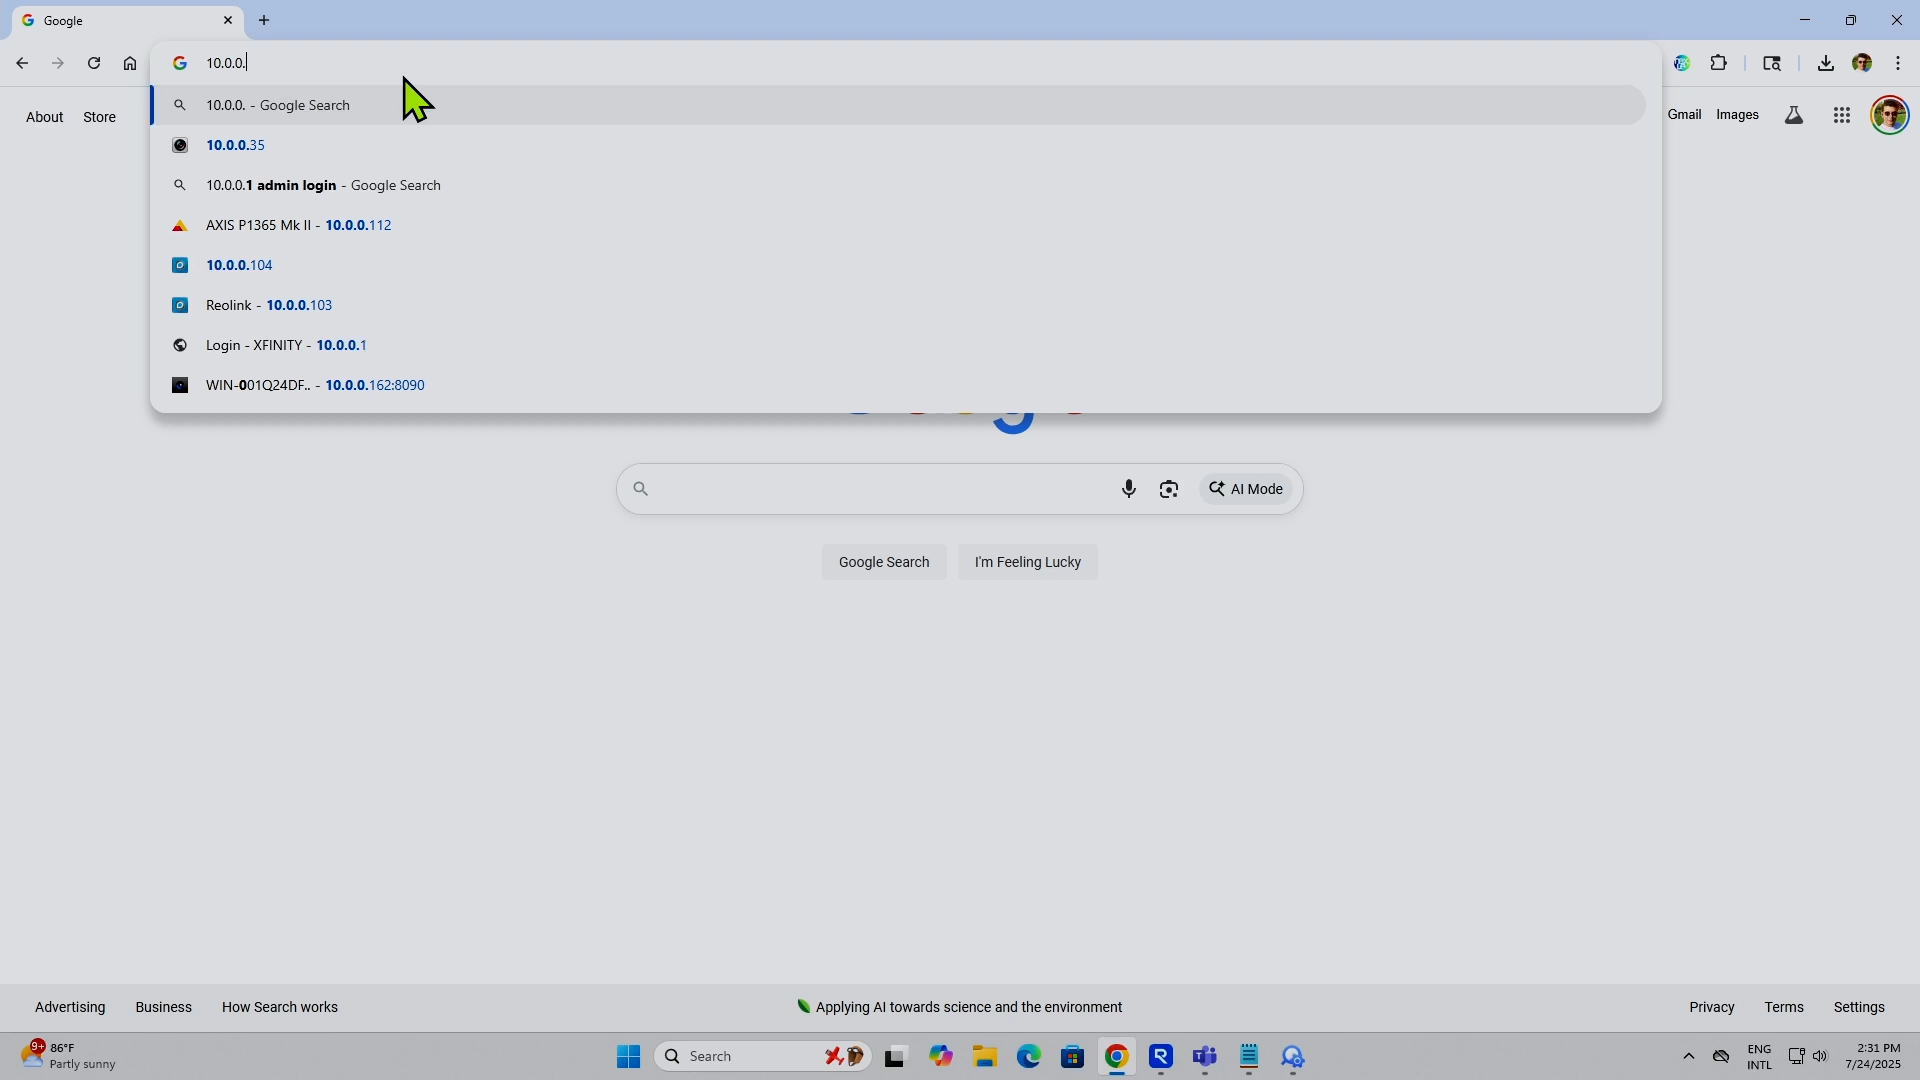 Google
10.0.0.
10.0.0. - Google Search
10.0.0.35
10.0.0.1 admin login - Google Search
AXIS P1365 Mk II - 10.0.0.112
10.0.0.104
Reolink - 10.0.0.103
Login - XFINITY - 10.0.0.1
WIN-001Q24DF.. - 10.0.0.162:8090
About Store
Gmail Images
AI Mode
Google Search I'm Feeling Lucky
Advertising Business How Search works
Applying AI towards science and the environment
Privacy Terms Settings
9+
86°F
Partly sunny
Search
ENG
INTL
2:31 PM
7/24/2025